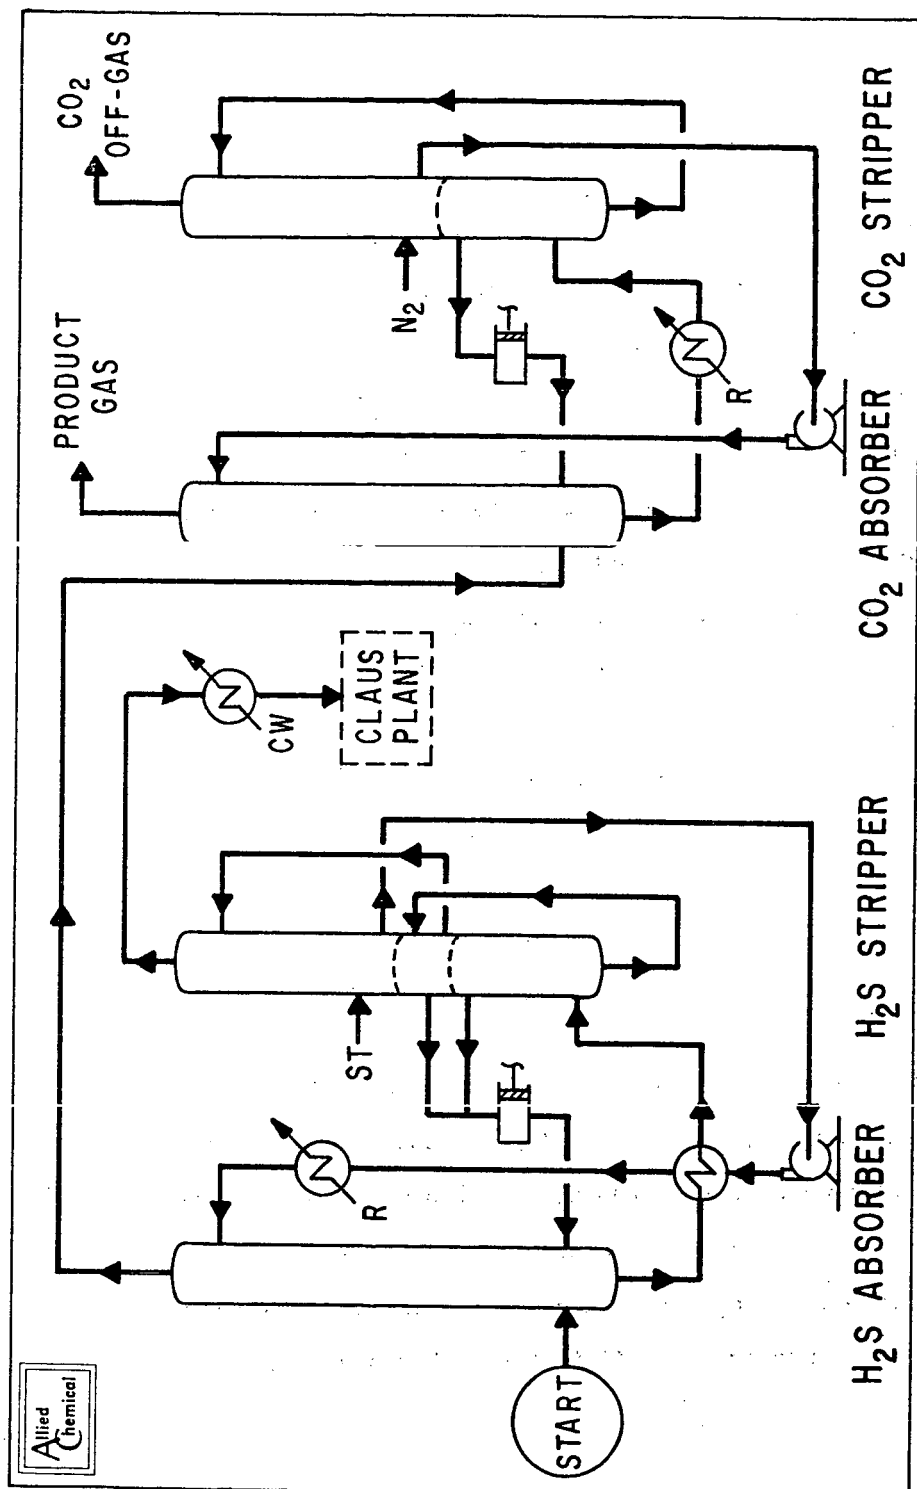 Allied
Chemical
START
H2S ABSORBER
R
ST
H2S STRIPPER
CW
CLAUS
PLANT
PRODUCT
GAS
CO2 ABSORBER
R
N2
CO2
OFF-GAS
CO2 STRIPPER